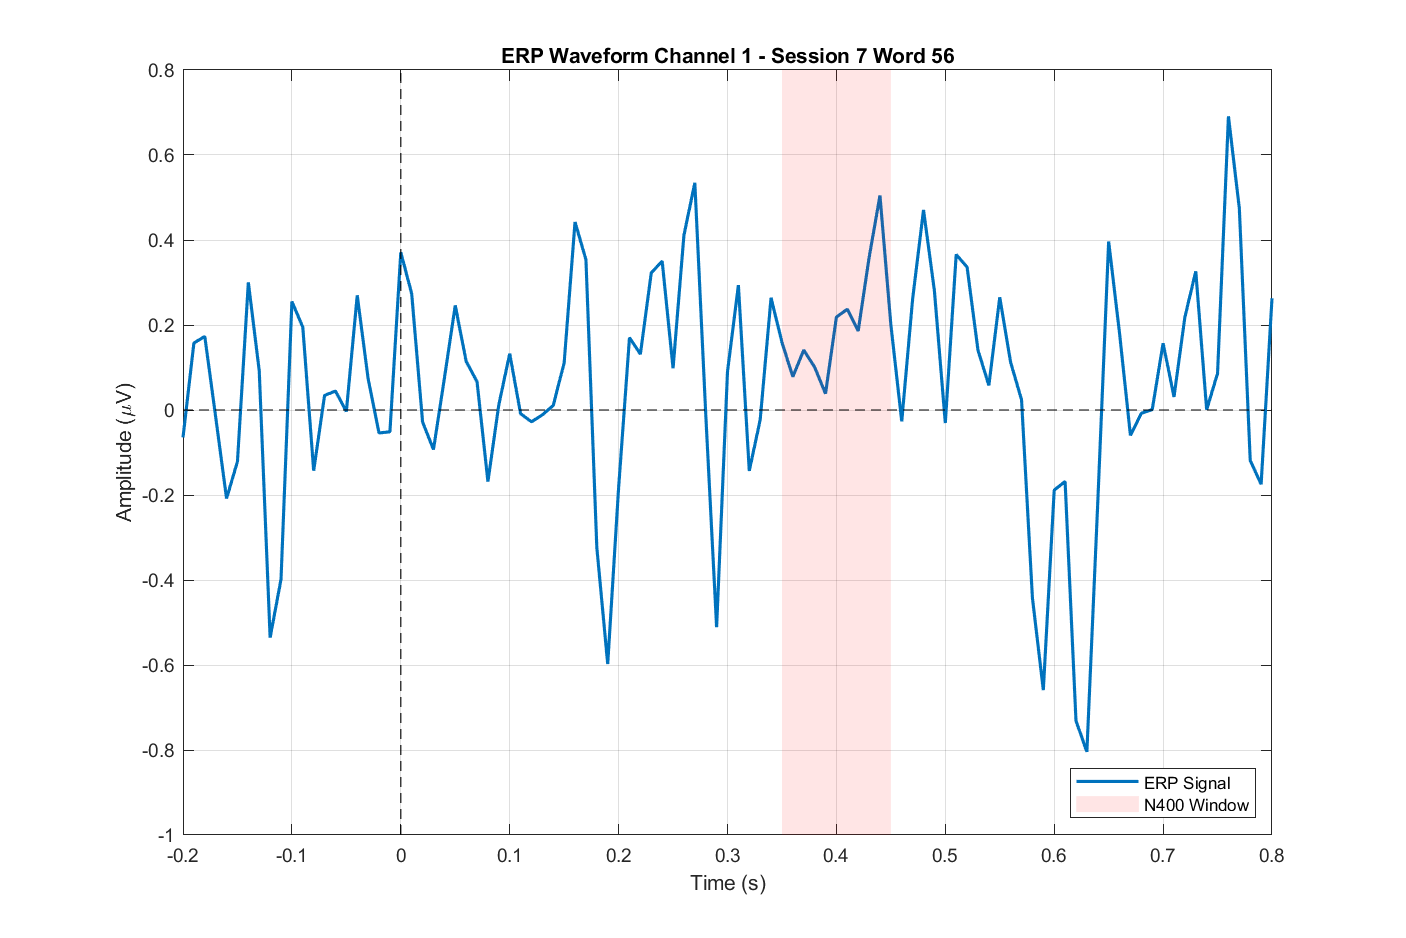 ERP Waveform Channel 1 - Session 7 Word 56
0.8
0.6
0.4
0.2
0
-0.2
-0.4
-0.6
-0.8
-1
Amplitude (μV)
-0.2 -0.1 0 0.1 0.2 0.3 0.4 0.5 0.6 0.7 0.8
Time (s)
ERP Signal
N400 Window